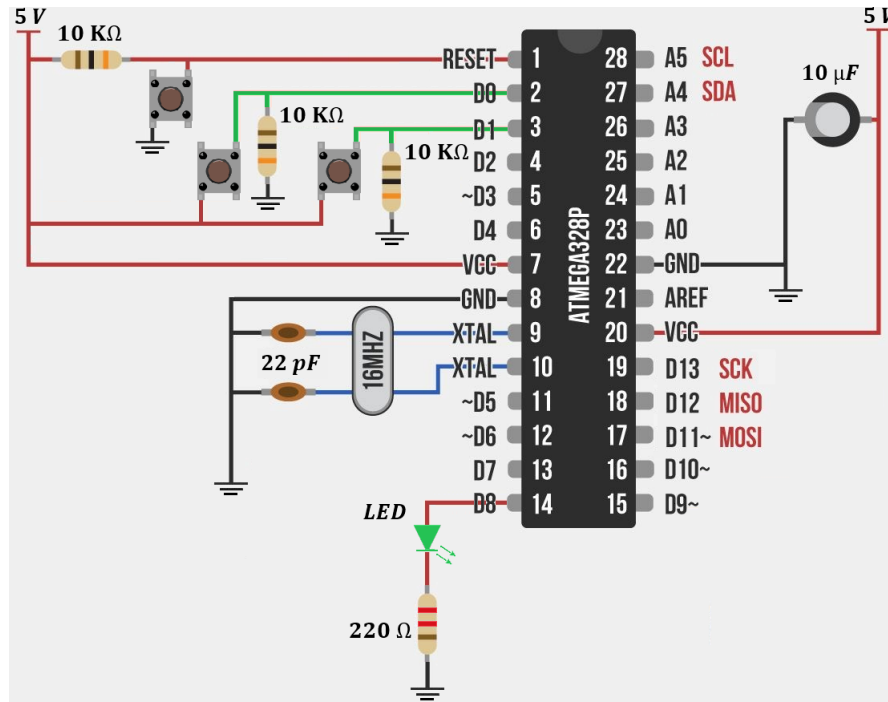 5 V
5 V
10 KΩ
10 KΩ
10 KΩ
10 μF
RESET 1
D0 2
D1 3
D2 4
~D3 5
D4 6
VCC 7
GND 8
XTAL 9
XTAL 10
~D5 11
~D6 12
D7 13
D8 14
ATMEGA328P
28 A5 SCL
27 A4 SDA
26 A3
25 A2
24 A1
23 A0
22 GND
21 AREF
20 VCC
19 D13 SCK
18 D12 MISO
17 D11~ MOSI
16 D10~
15 D9~
22 pF
16MHZ
LED
220 Ω